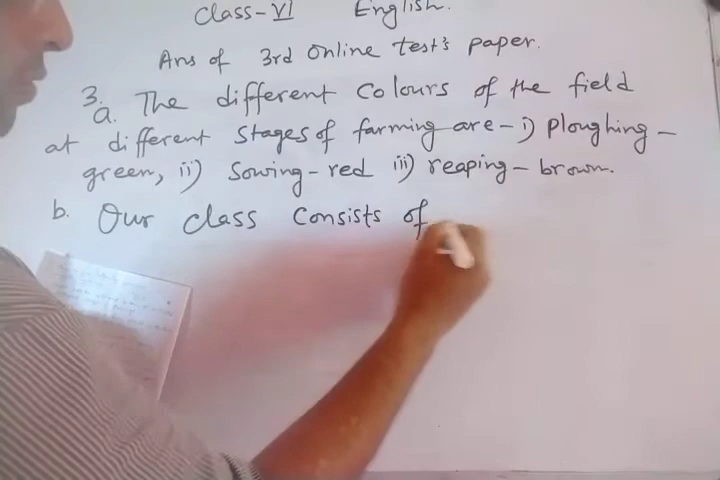 Class-VI English.
Ans of 3rd online test's paper.
3.
a. The different colours of the field
at different stages of farming are- i) ploughing-
green, ii) Sowing-red iii) reaping- brown.
b. Our class consists of